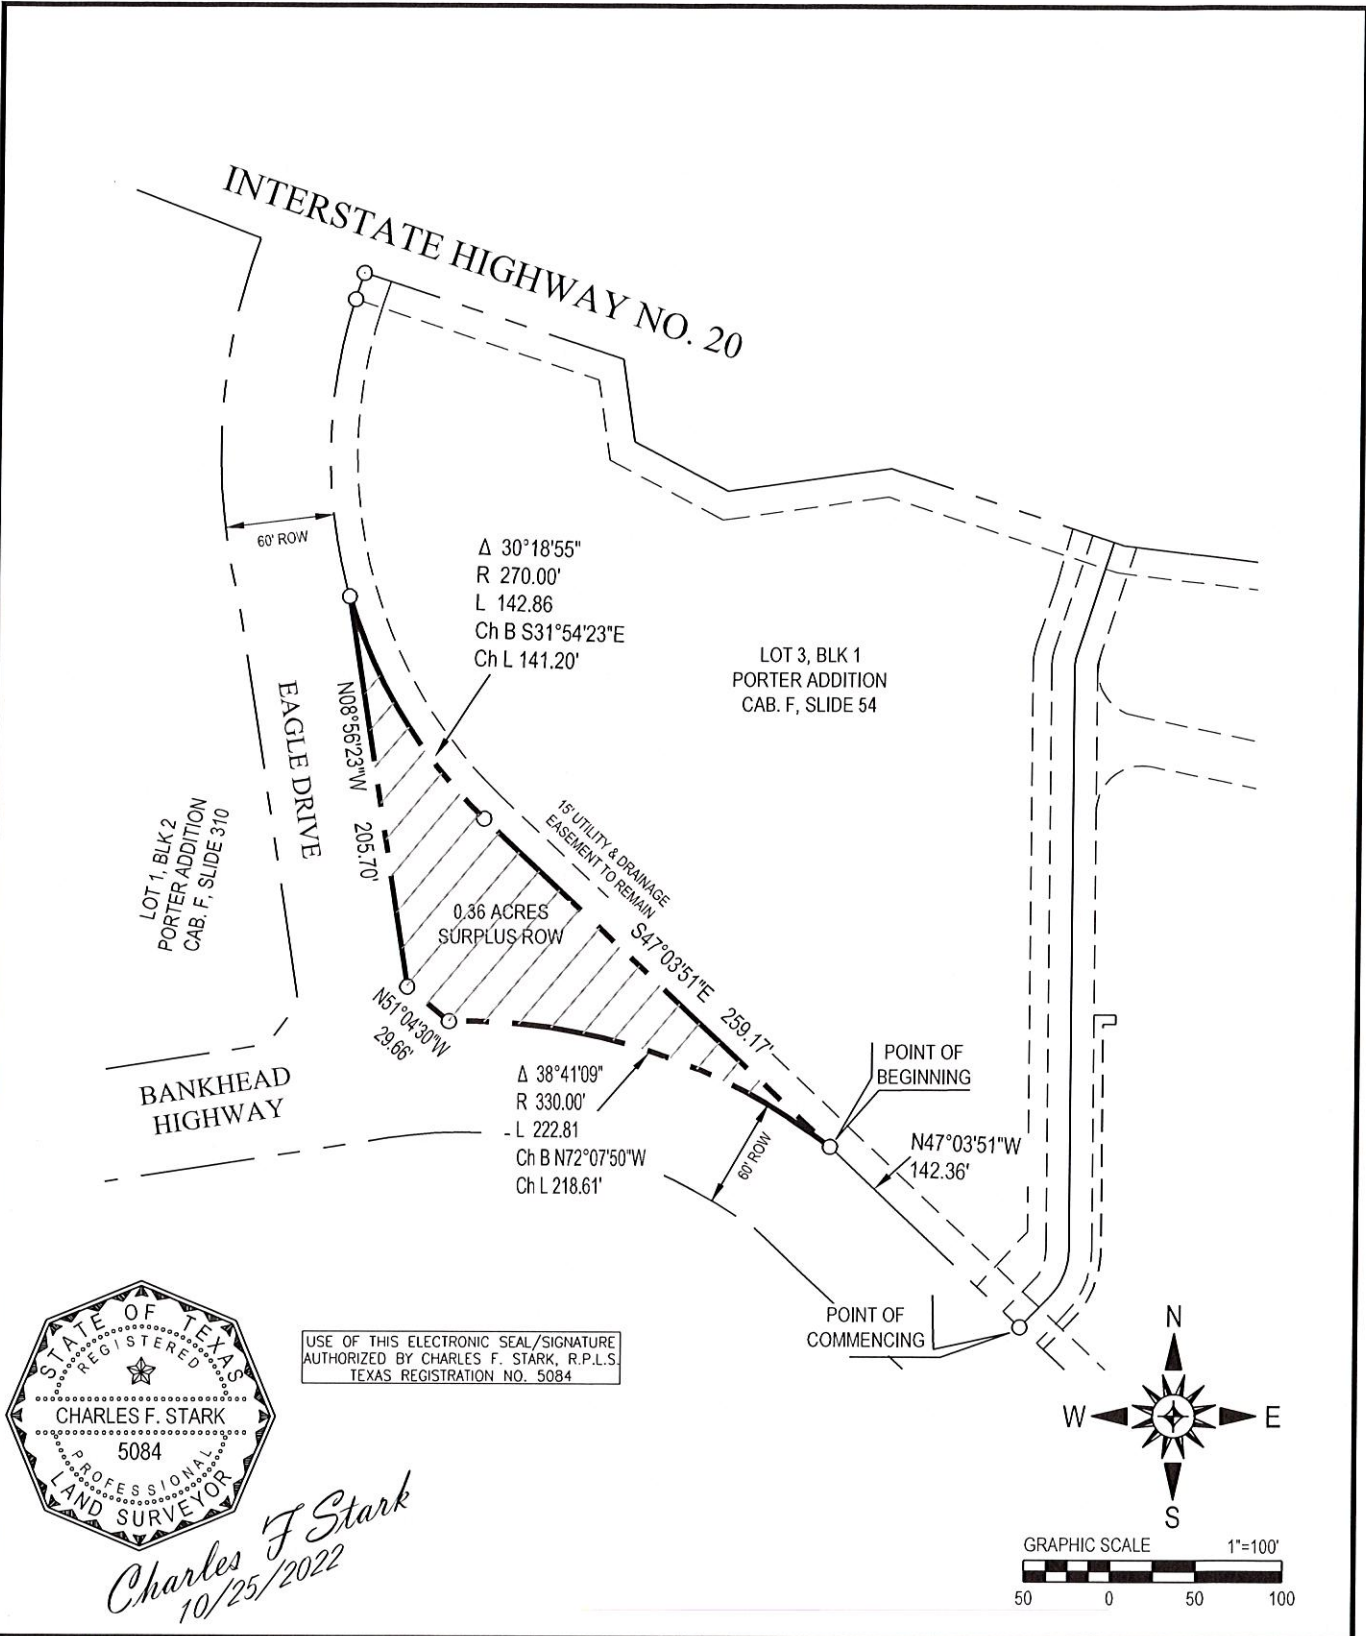 INTERSTATE HIGHWAY NO. 20
60' ROW
Δ 30°18'55"
R 270.00'
L 142.86
Ch B S31°54'23"E
Ch L 141.20'
LOT 3, BLK 1
PORTER ADDITION
CAB. F, SLIDE 54
EAGLE DRIVE
N08°56'23"W 205.70'
LOT 1, BLK 2
PORTER ADDITION
CAB. F, SLIDE 310
15' UTILITY & DRAINAGE
EASEMENT TO REMAIN
0.36 ACRES
SURPLUS ROW
S47°03'51"E 259.17'
N51°04'30"W
29.66'
BANKHEAD
HIGHWAY
Δ 38°41'09"
R 330.00'
L 222.81
Ch B N72°07'50"W
Ch L 218.61'
60' ROW
POINT OF
BEGINNING
N47°03'51"W
142.36'
POINT OF
COMMENCING
STATE OF TEXAS
REGISTERED
CHARLES F. STARK
5084
PROFESSIONAL
LAND SURVEYOR
USE OF THIS ELECTRONIC SEAL/SIGNATURE
AUTHORIZED BY CHARLES F. STARK, R.P.L.S.
TEXAS REGISTRATION NO. 5084
Charles F Stark
10/25/2022
N
W E
S
GRAPHIC SCALE 1"=100'
50 0 50 100